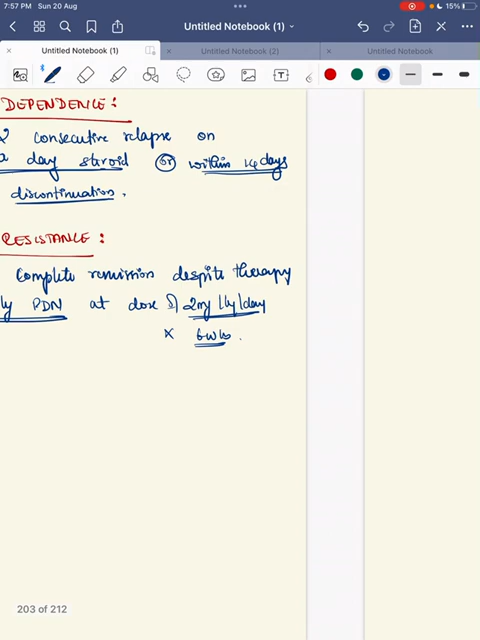 7:57 PM Sun 20 Aug
15%
Untitled Notebook (1)
Untitled Notebook (1)
Untitled Notebook (2)
Untitled Notebook
DEPENDENCE:
2 consecutive relapse on
day steroid or within 14 days
discontinuation.
RESISTANCE:
Complete remission despite therapy
ly PDN at dose of 2mg/kg/day
x 6wks.
203 of 212